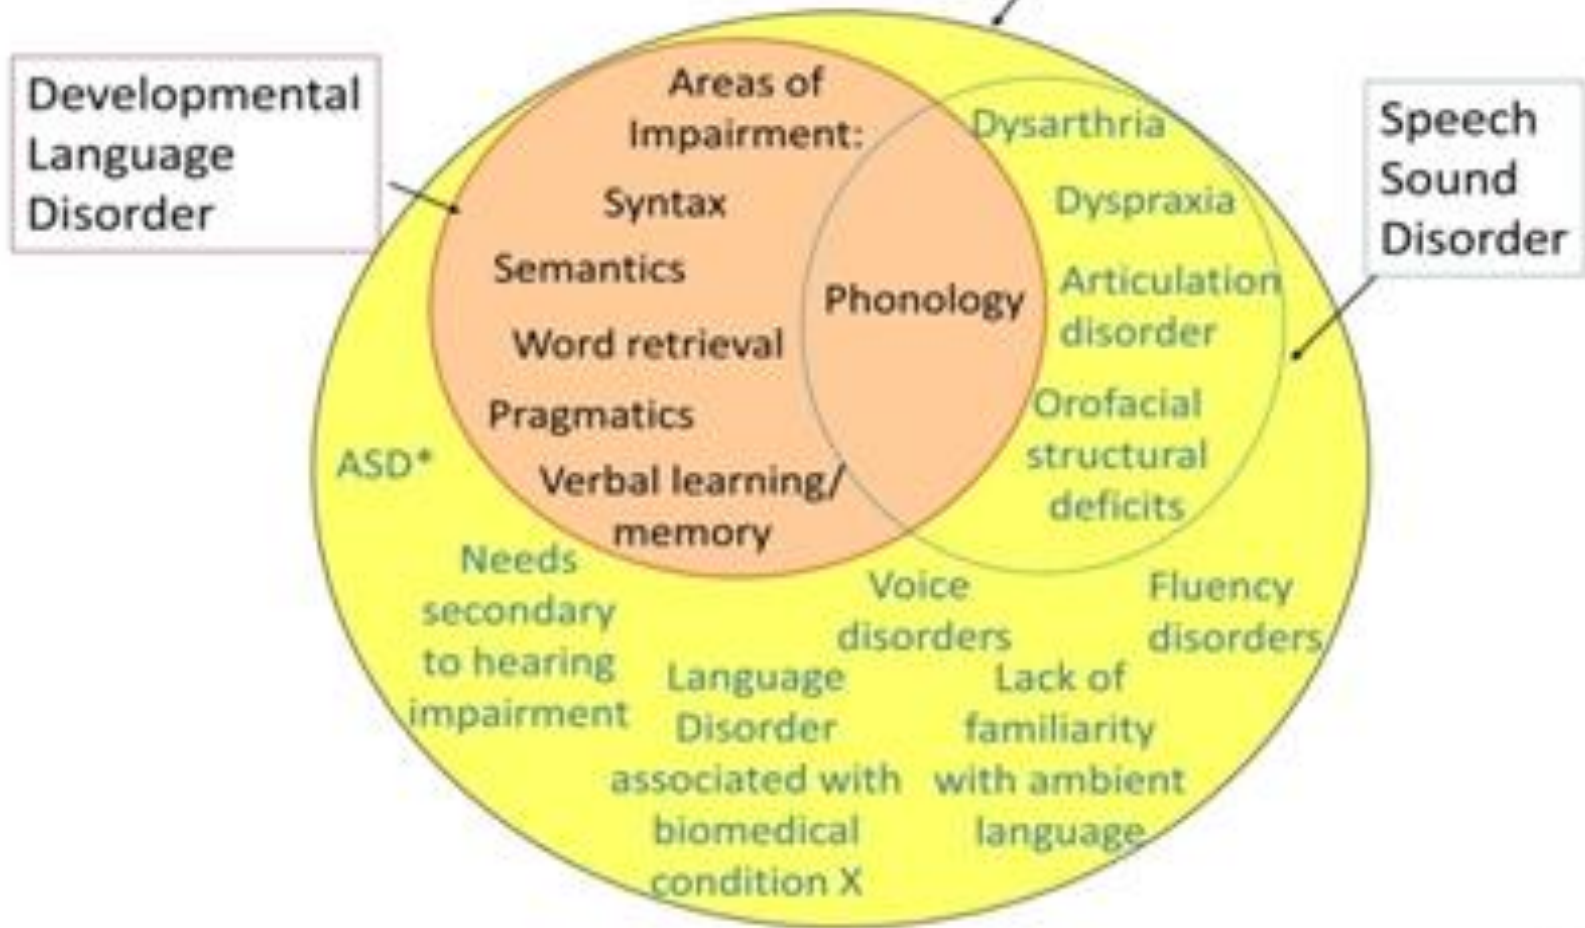 Developmental
Language
Disorder
Areas of
Impairment:
Syntax
Semantics
Word retrieval
Pragmatics
Verbal learning/
memory
Phonology
Dysarthria
Dyspraxia
Articulation
disorder
Orofacial
structural
deficits
Speech
Sound
Disorder
ASD*
Needs
secondary
to hearing
impairment
Language
Disorder
associated with
biomedical
condition X
Voice
disorders
Lack of
familiarity
with ambient
language
Fluency
disorders